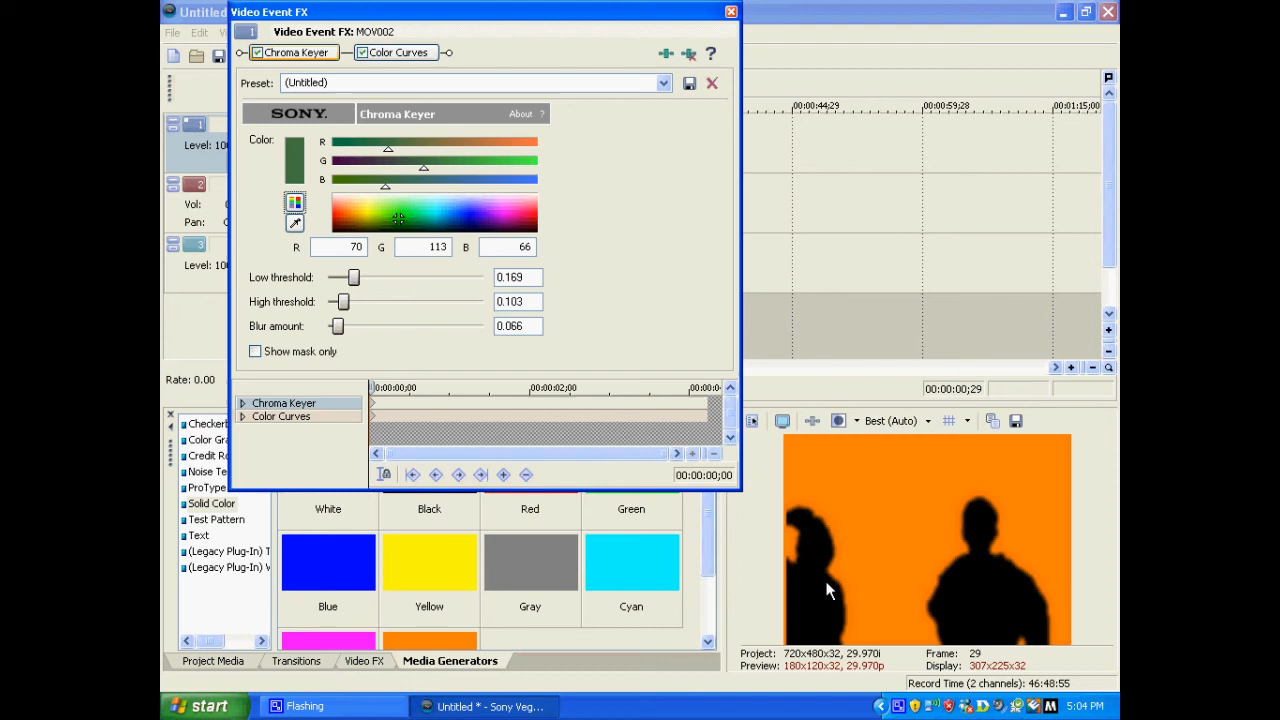 Untitled
Video Event FX
File
Edit
Video Event FX: MOV002
Chroma Keyer
Color Curves
Preset:
(Untitled)
SONY.
Chroma Keyer
About ?
Color:
R
G
B
R 70 G 113 B 66
Low threshold: 0.169
High threshold: 0.103
Blur amount: 0.066
Show mask only
00:00:00;00
00:00:02;00
Chroma Keyer
Color Curves
00:00:00;00
1
Level: 10
2
Vol:
Pan:
3
Level: 10
Rate: 0.00
00:00:44;29
00:00:59;28
00:01:15;00
00:00:00;29
Best (Auto)
Credit R
Noise Te
ProType
Solid Color
Test Pattern
Text
(Legacy Plug-In) T
White
Black
Red
Green
Blue
Yellow
Gray
Cyan
Project Media
Transitions
Video FX
Media Generators
Project: 720x480x32, 29.970i
Frame: 29
Preview: 180x120x32, 29.970p
Display: 307x225x32
Record Time (2 channels): 46:48:55
start
Flashing
Untitled * - Sony Veg...
5:04 PM